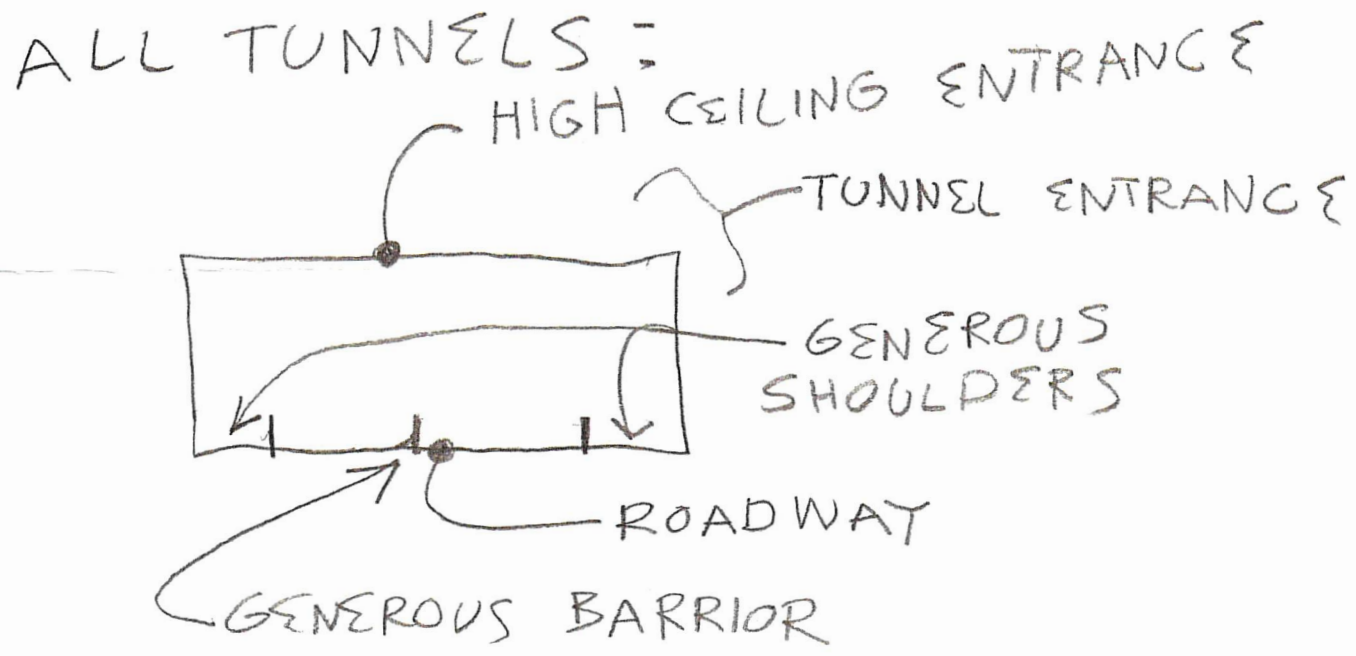 ALL TUNNELS:
HIGH CEILING ENTRANCE
TUNNEL ENTRANCE
GENEROUS
SHOULDERS
ROADWAY
GENEROUS BARRIOR